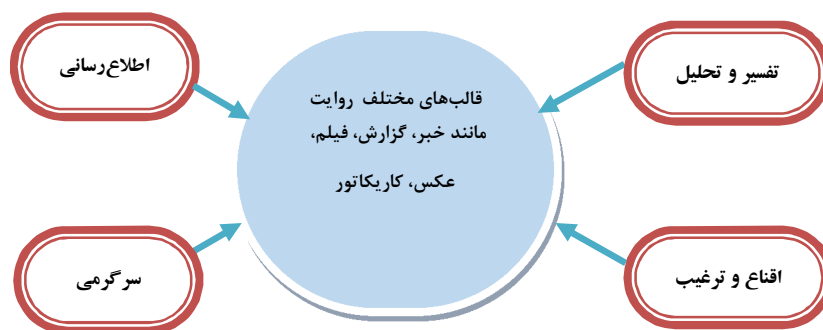 تفسیر و تحلیل
اطلاع‌رسانی
قالب‌های مختلف روایت
مانند خبر، گزارش، فیلم،
عکس، کاریکاتور
اقناع و ترغیب
سرگرمی